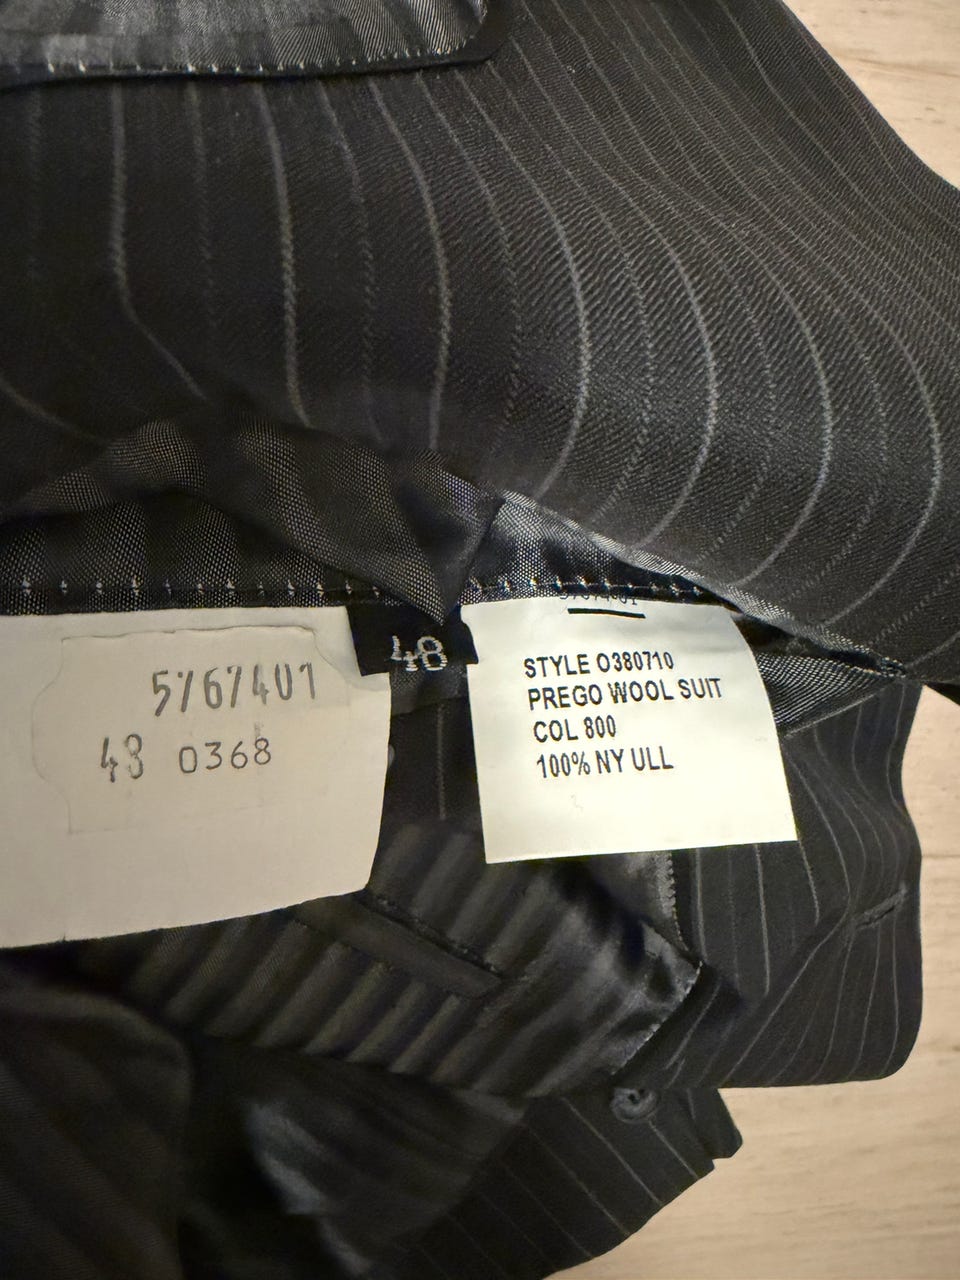 5767401
48 0368
48
STYLE O380710
PREGO WOOL SUIT
COL 800
100% NY ULL